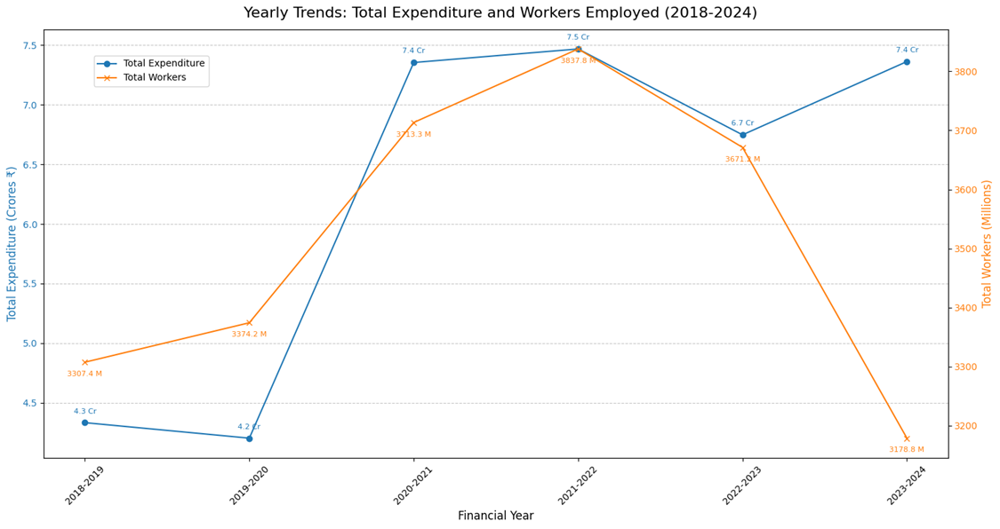 Yearly Trends: Total Expenditure and Workers Employed (2018-2024)
Total Expenditure
Total Workers
Total Expenditure (Crores ₹)
7.5
7.0
6.5
6.0
5.5
5.0
4.5
4.3 Cr
4.2 Cr
7.4 Cr
7.5 Cr
6.7 Cr
7.4 Cr
3307.4 M
3374.2 M
3713.3 M
3837.8 M
3671.2 M
3178.8 M
3800
3700
3600
3500
3400
3300
3200
Total Workers (Millions)
2018-2019
2019-2020
2020-2021
2021-2022
2022-2023
2023-2024
Financial Year